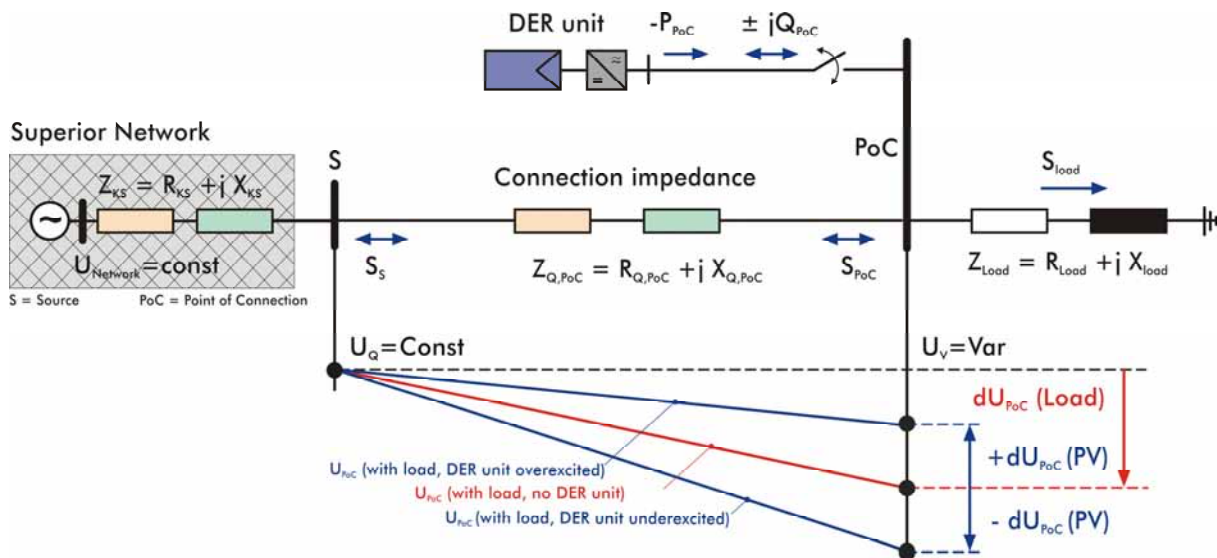 DER unit
-P_PoC
± jQ_PoC
~
=
Superior Network
Z_KS = R_KS +j X_KS
~
U_Network=const
S = Source
PoC = Point of Connection
S
Connection impedance
PoC
S_load
S_S
Z_Q,PoC = R_Q,PoC +j X_Q,PoC
S_PoC
Z_Load = R_Load + j X_load
U_Q=Const
U_V=Var
dU_PoC (Load)
U_PoC (with load, DER unit overexcited)
+dU_PoC (PV)
U_PoC (with load, no DER unit)
U_PoC (with load, DER unit underexcited)
- dU_PoC (PV)